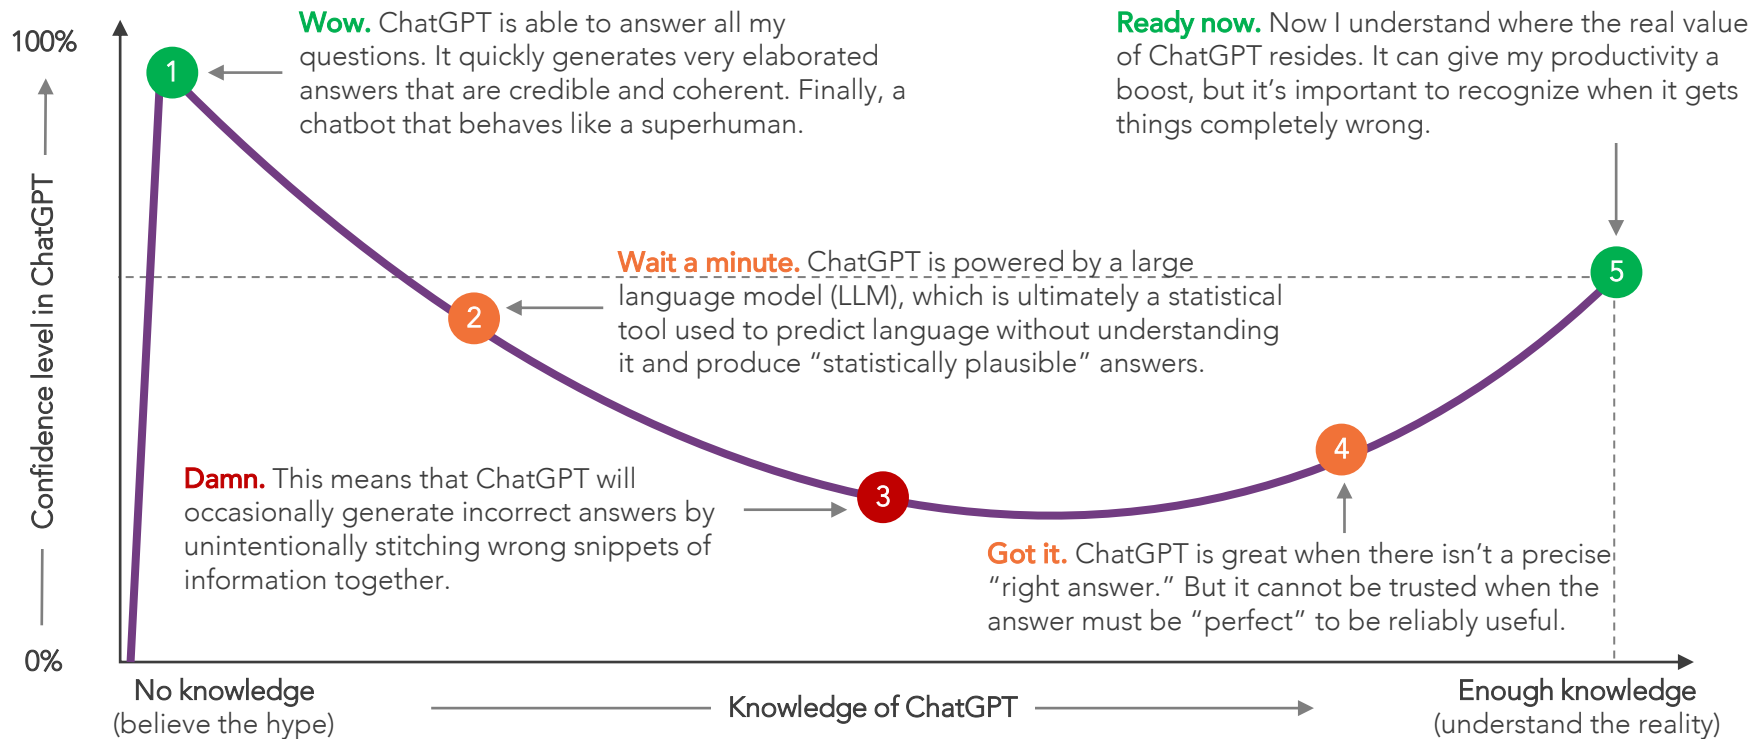 100%
Confidence level in ChatGPT
0%
1
Wow. ChatGPT is able to answer all my
questions. It quickly generates very elaborated
answers that are credible and coherent. Finally, a
chatbot that behaves like a superhuman.
Ready now. Now I understand where the real value
of ChatGPT resides. It can give my productivity a
boost, but it’s important to recognize when it gets
things completely wrong.
2
Wait a minute. ChatGPT is powered by a large
language model (LLM), which is ultimately a statistical
tool used to predict language without understanding
it and produce “statistically plausible” answers.
5
Damn. This means that ChatGPT will
occasionally generate incorrect answers by
unintentionally stitching wrong snippets of
information together.
3
4
Got it. ChatGPT is great when there isn’t a precise
“right answer.” But it cannot be trusted when the
answer must be “perfect” to be reliably useful.
No knowledge
(believe the hype)
Knowledge of ChatGPT
Enough knowledge
(understand the reality)